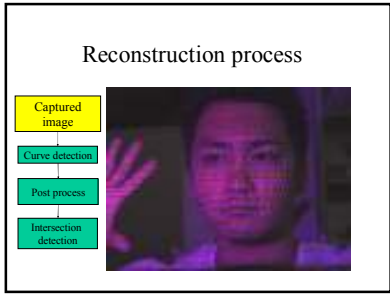 Reconstruction process
Captured
image
Curve detection
Post process
Intersection
detection